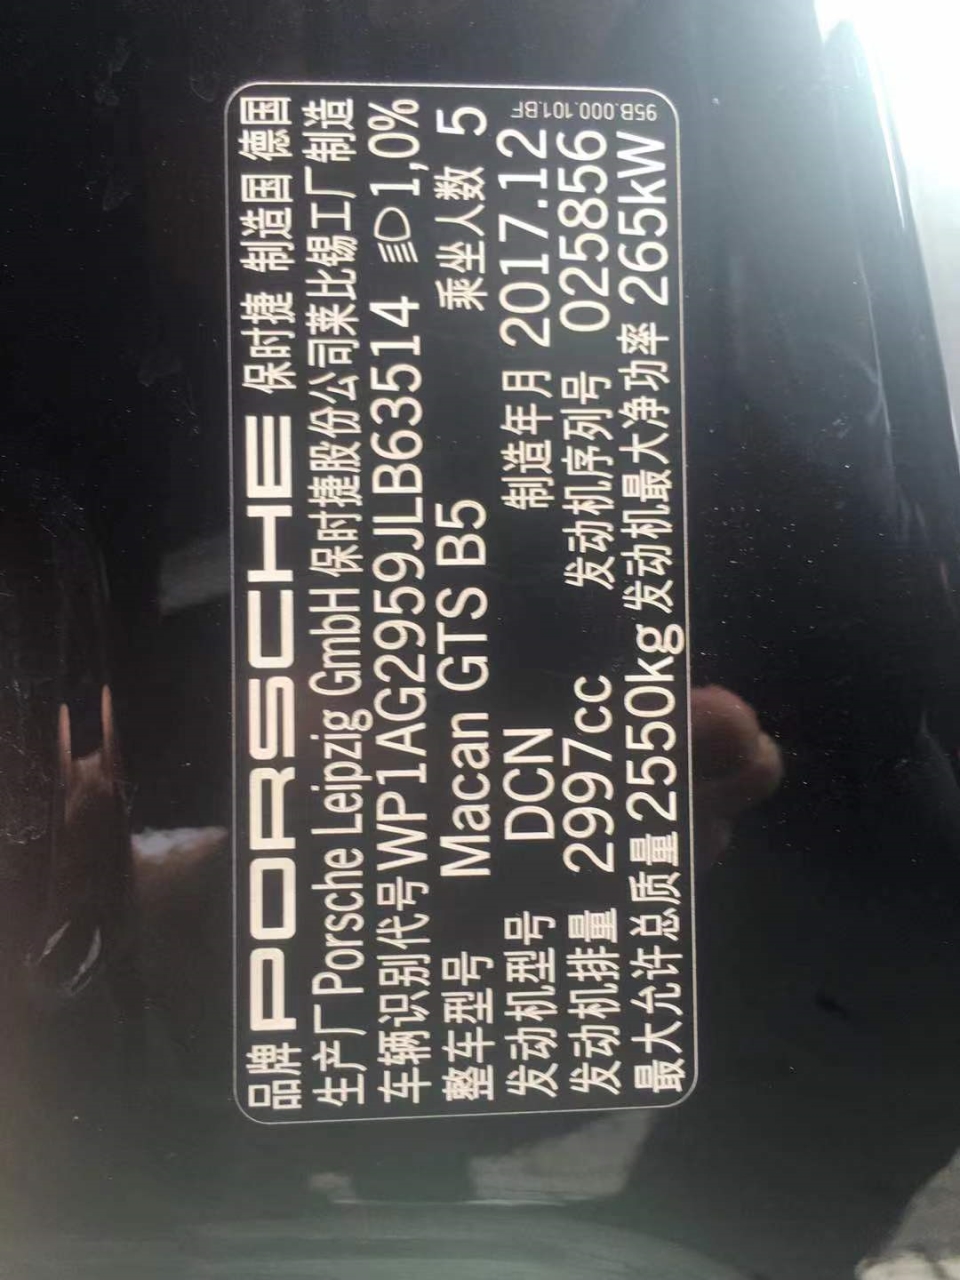 品牌 PORSCHE 保时捷 制造国 德国
生产厂 Porsche Leipzig GmbH 保时捷股份公司莱比锡工厂制造
车辆识别代号 WP1AG2959JLB63514 1,0%
整车型号 Macan GTS B5 乘坐人数 5
发动机型号 DCN 制造年月 2017.12
发动机排量 2997cc 发动机序列号 025856
最大允许总质量 2550kg 发动机最大净功率 265kW
95B.000.101.BF